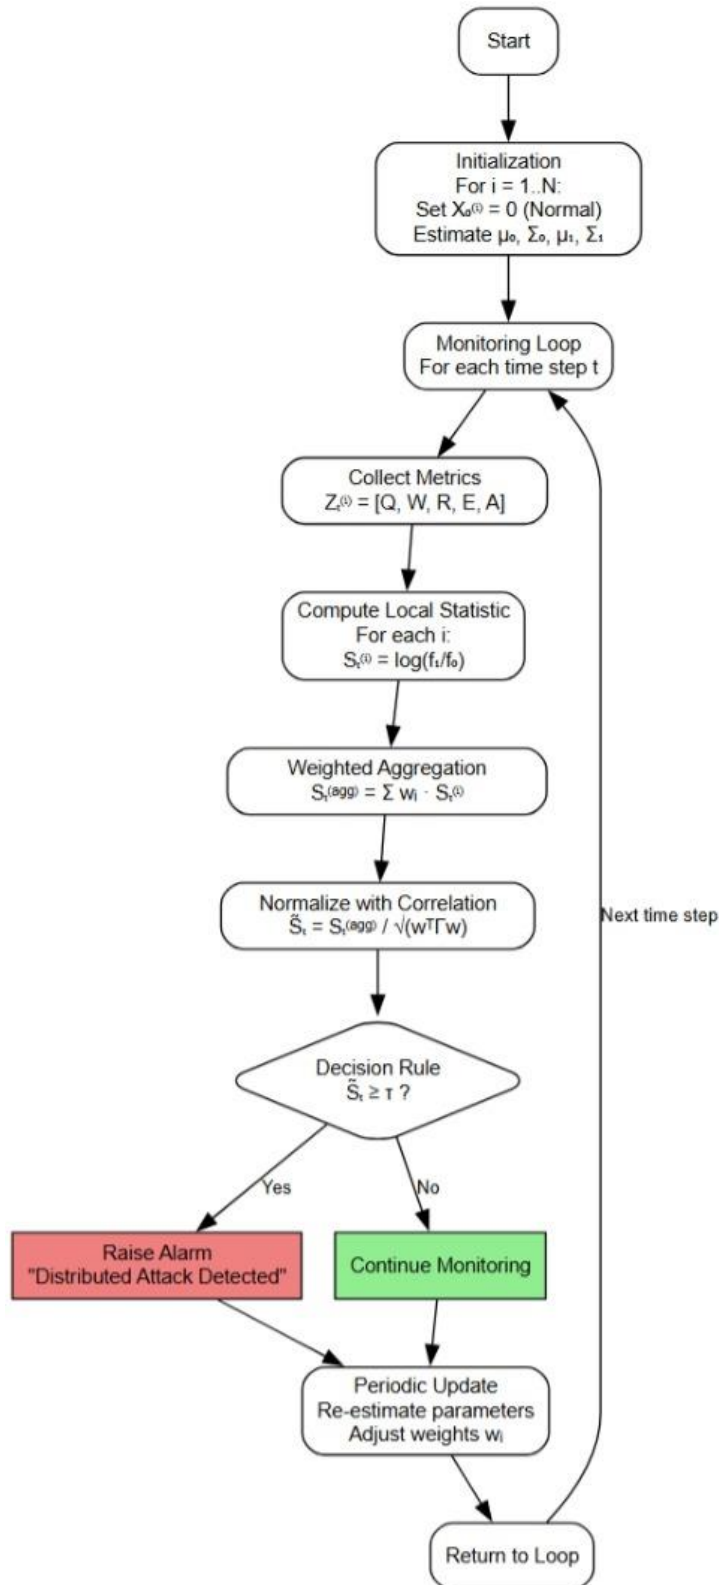 Start
Initialization
For i = 1..N:
Set X₀⁽ⁱ⁾ = 0 (Normal)
Estimate μ₀, Σ₀, μ₁, Σ₁
Monitoring Loop
For each time step t
Collect Metrics
Zₜ⁽ⁱ⁾ = [Q, W, R, E, A]
Compute Local Statistic
For each i:
Sₜ⁽ⁱ⁾ = log(f₁/f₀)
Weighted Aggregation
Sₜ⁽ᵃᵍᵍ⁾ = Σ wᵢ · Sₜ⁽ⁱ⁾
Normalize with Correlation
S̃ₜ = Sₜ⁽ᵃᵍᵍ⁾ / √(wᵀΓw)
Next time step
Decision Rule
S̃ₜ ≥ τ ?
Yes
No
Raise Alarm
"Distributed Attack Detected"
Continue Monitoring
Periodic Update
Re-estimate parameters
Adjust weights wᵢ
Return to Loop